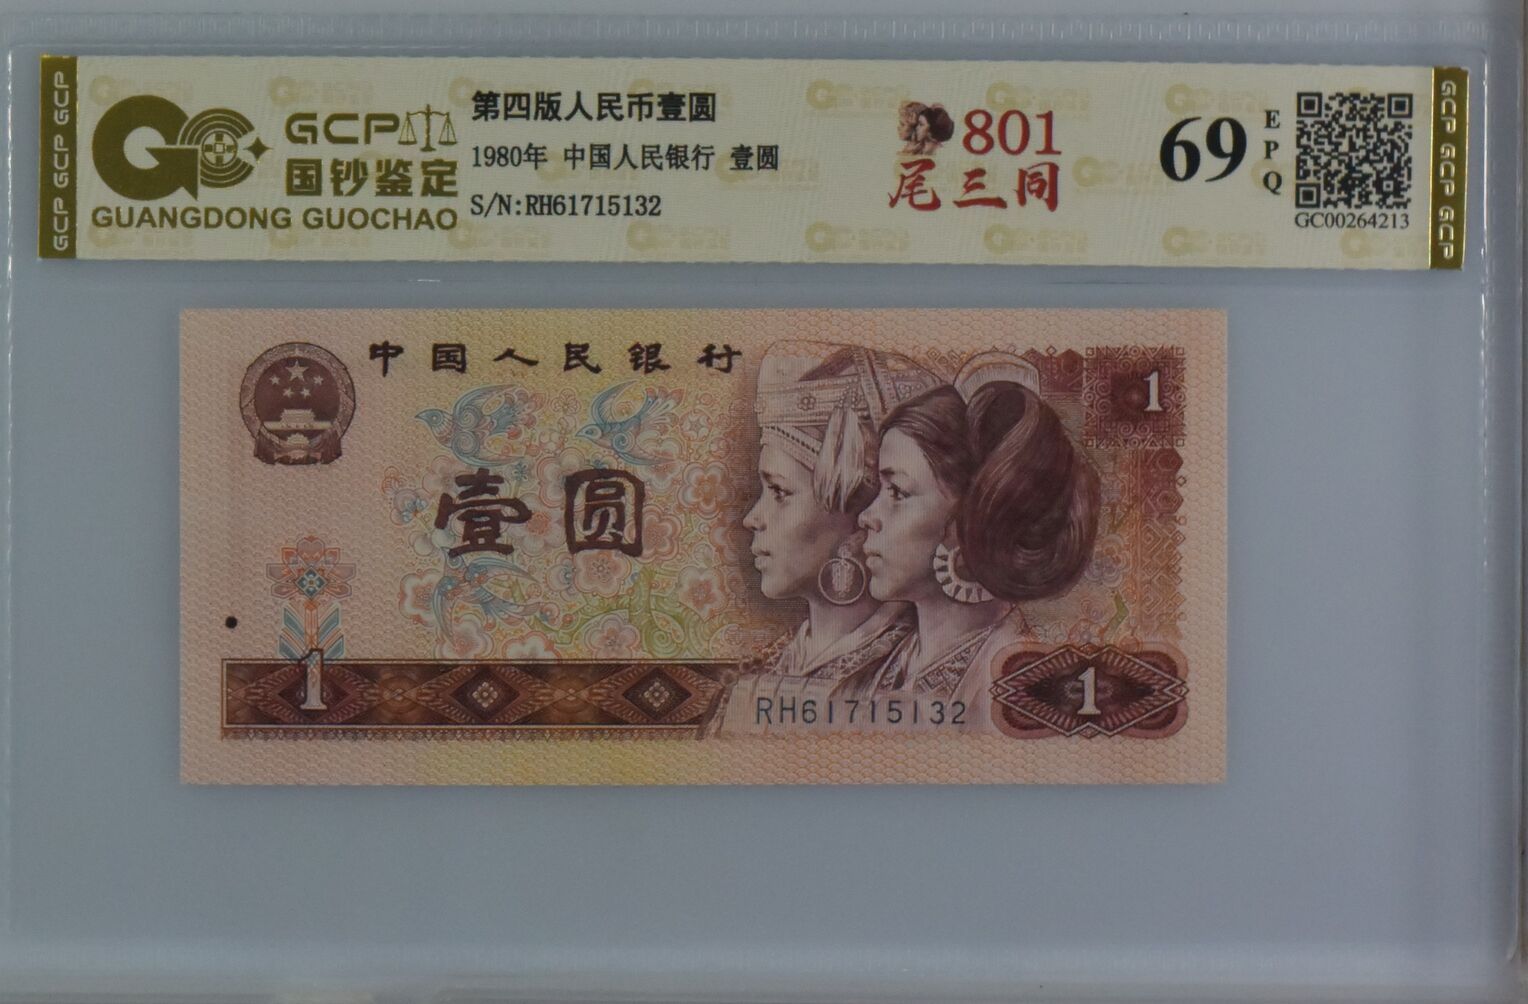 GCP GCP GCP
GCP
国钞鉴定
GUANGDONG GUOCHAO
第四版人民币壹圆
1980年 中国人民银行 壹圆
S/N:RH61715132
801
尾三同
69
EPQ
GC00264213
GCP GCP GCP
中国人民银行
1
壹圆
1
RH61715132
1